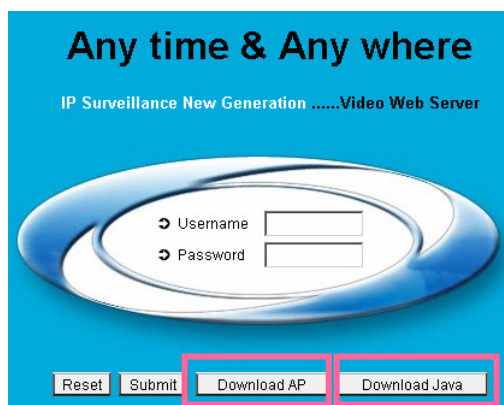 Any time & Any where
IP Surveillance New Generation ......Video Web Server
Username
Password
Reset Submit Download AP Download Java